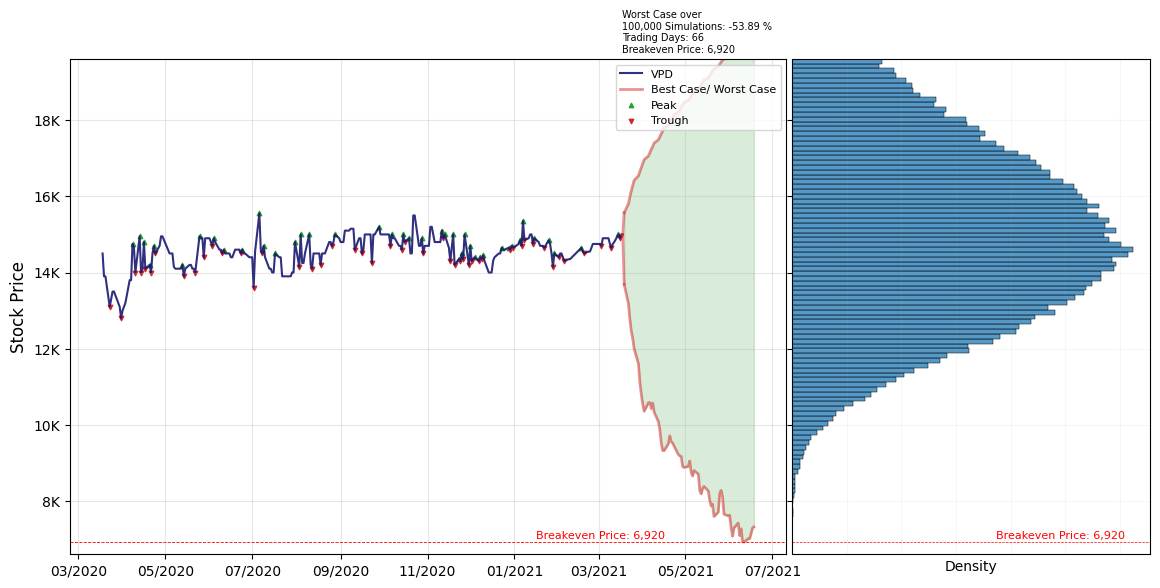 Worst Case over
100,000 Simulations: -53.89 %
Trading Days: 66
Breakeven Price: 6,920
VPD
Best Case/ Worst Case
Peak
Trough
Stock Price
18K
16K
14K
12K
10K
8K
Breakeven Price: 6,920
Breakeven Price: 6,920
03/2020
05/2020
07/2020
09/2020
11/2020
01/2021
03/2021
05/2021
07/2021
Density